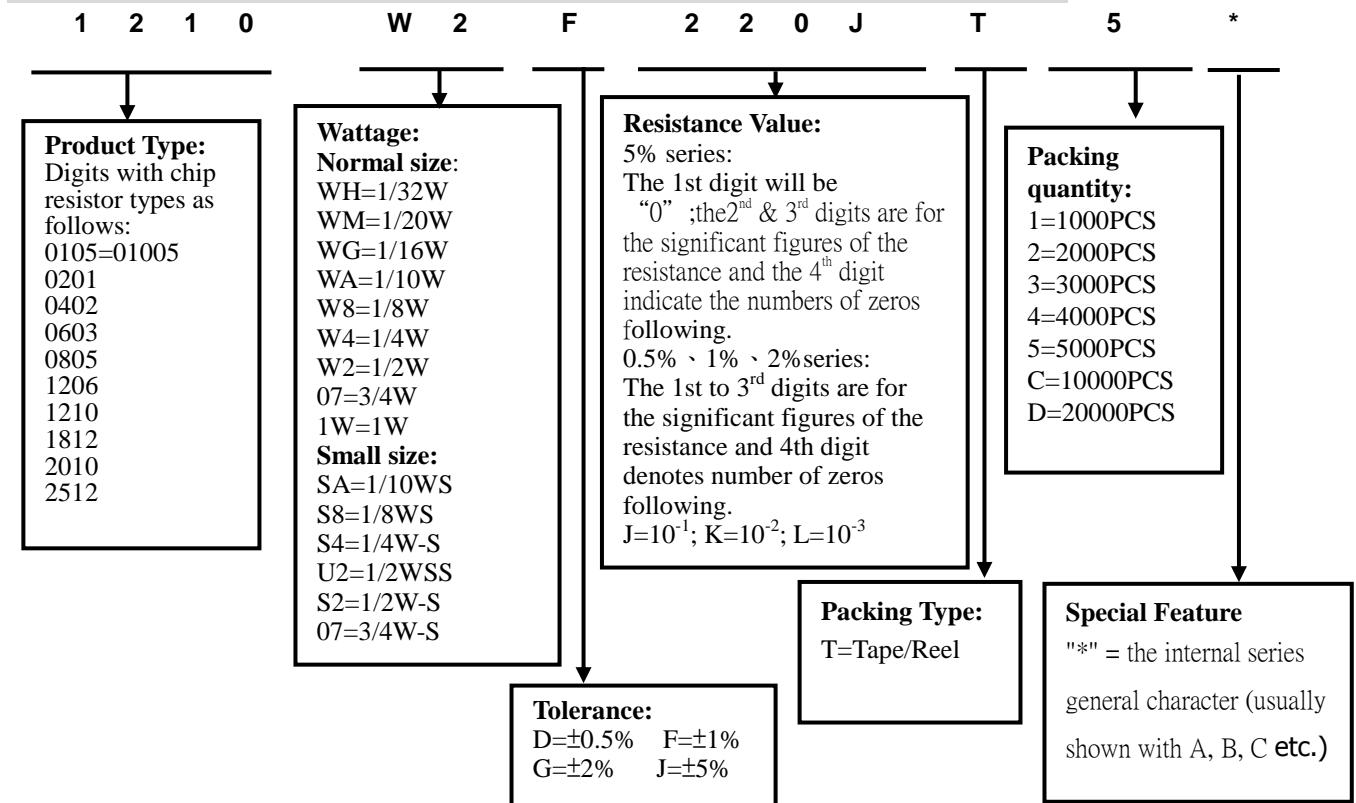 1 2 1 0 W 2 F 2 2 0 J T 5 *
Product Type:
Digits with chip
resistor types as
follows:
0105=01005
0201
0402
0603
0805
1206
1210
1812
2010
2512
Wattage:
Normal size:
WH=1/32W
WM=1/20W
WG=1/16W
WA=1/10W
W8=1/8W
W4=1/4W
W2=1/2W
07=3/4W
1W=1W
Small size:
SA=1/10WS
S8=1/8WS
S4=1/4W-S
U2=1/2WSS
S2=1/2W-S
07=3/4W-S
Tolerance:
D=±0.5% F=±1%
G=±2% J=±5%
Resistance Value:
5% series:
The 1st digit will be
“0” ;the2nd & 3rd digits are for
the significant figures of the
resistance and the 4th digit
indicate the numbers of zeros
following.
0.5%、1%、2%series:
The 1st to 3rd digits are for
the significant figures of the
resistance and 4th digit
denotes number of zeros
following.
J=10-1; K=10-2; L=10-3
Packing Type:
T=Tape/Reel
Packing
quantity:
1=1000PCS
2=2000PCS
3=3000PCS
4=4000PCS
5=5000PCS
C=10000PCS
D=20000PCS
Special Feature
"*" = the internal series
general character (usually
shown with A, B, C etc.)